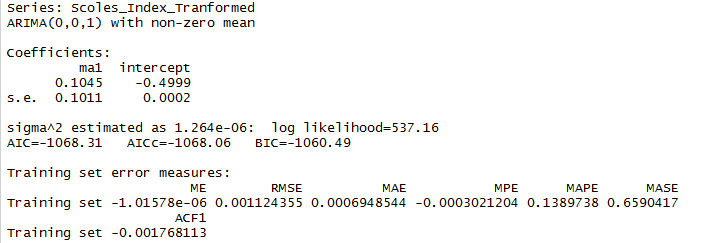 Series: Scoles_Index_Tranformed
ARIMA(0,0,1) with non-zero mean
Coefficients:
ma1 intercept
0.1045 -0.4999
s.e. 0.1011 0.0002
sigma^2 estimated as 1.264e-06: log likelihood=537.16
AIC=-1068.31 AICc=-1068.06 BIC=-1060.49
Training set error measures:
ME RMSE MAE MPE MAPE MASE
Training set -1.01578e-06 0.001124355 0.0006948544 -0.0003021204 0.1389738 0.6590417
ACF1
Training set -0.001768113